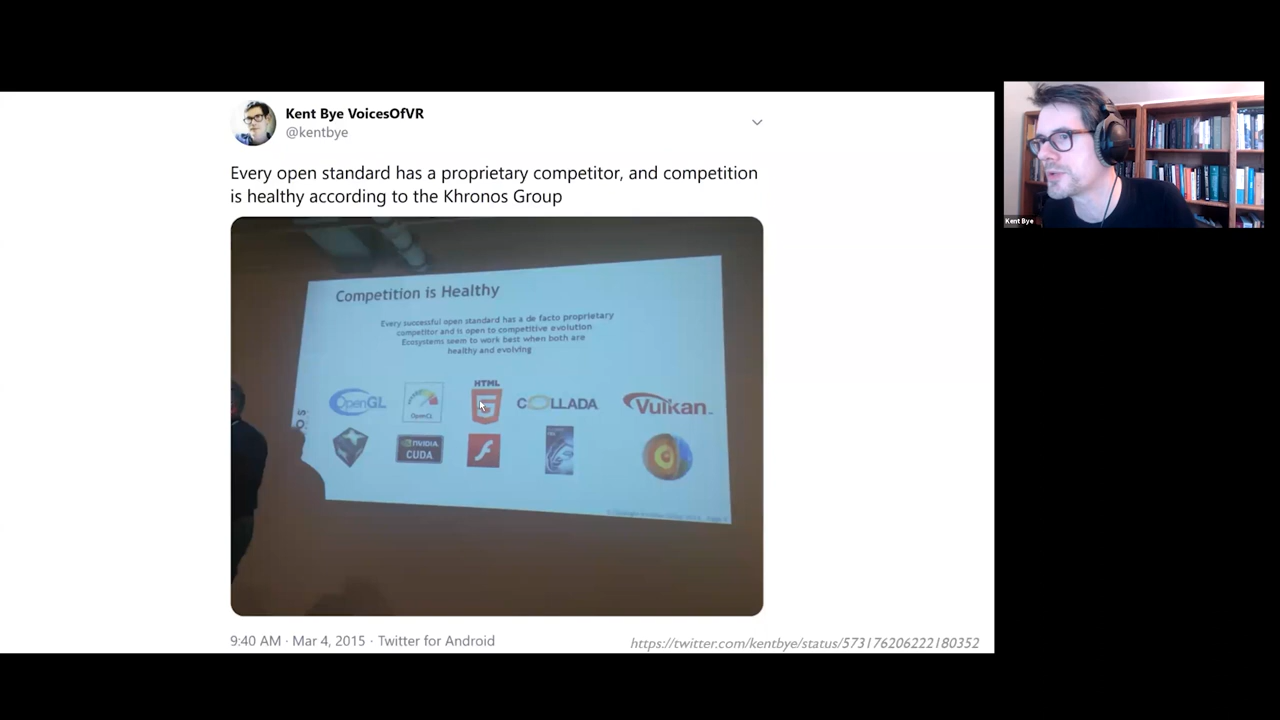 Kent Bye VoicesOfVR
@kentbye
Every open standard has a proprietary competitor, and competition
is healthy according to the Khronos Group
Competition is Healthy
Every successful open standard has a de facto proprietary
competitor and is open to competitive evolution
Ecosystems seem to work best when both are
healthy and evolving
OpenGL
OpenCL
HTML
5
COLLADA
Vulkan
NVIDIA
CUDA
9:40 AM · Mar 4, 2015 · Twitter for Android
https://twitter.com/kentbye/status/573176206222180352
Kent Bye